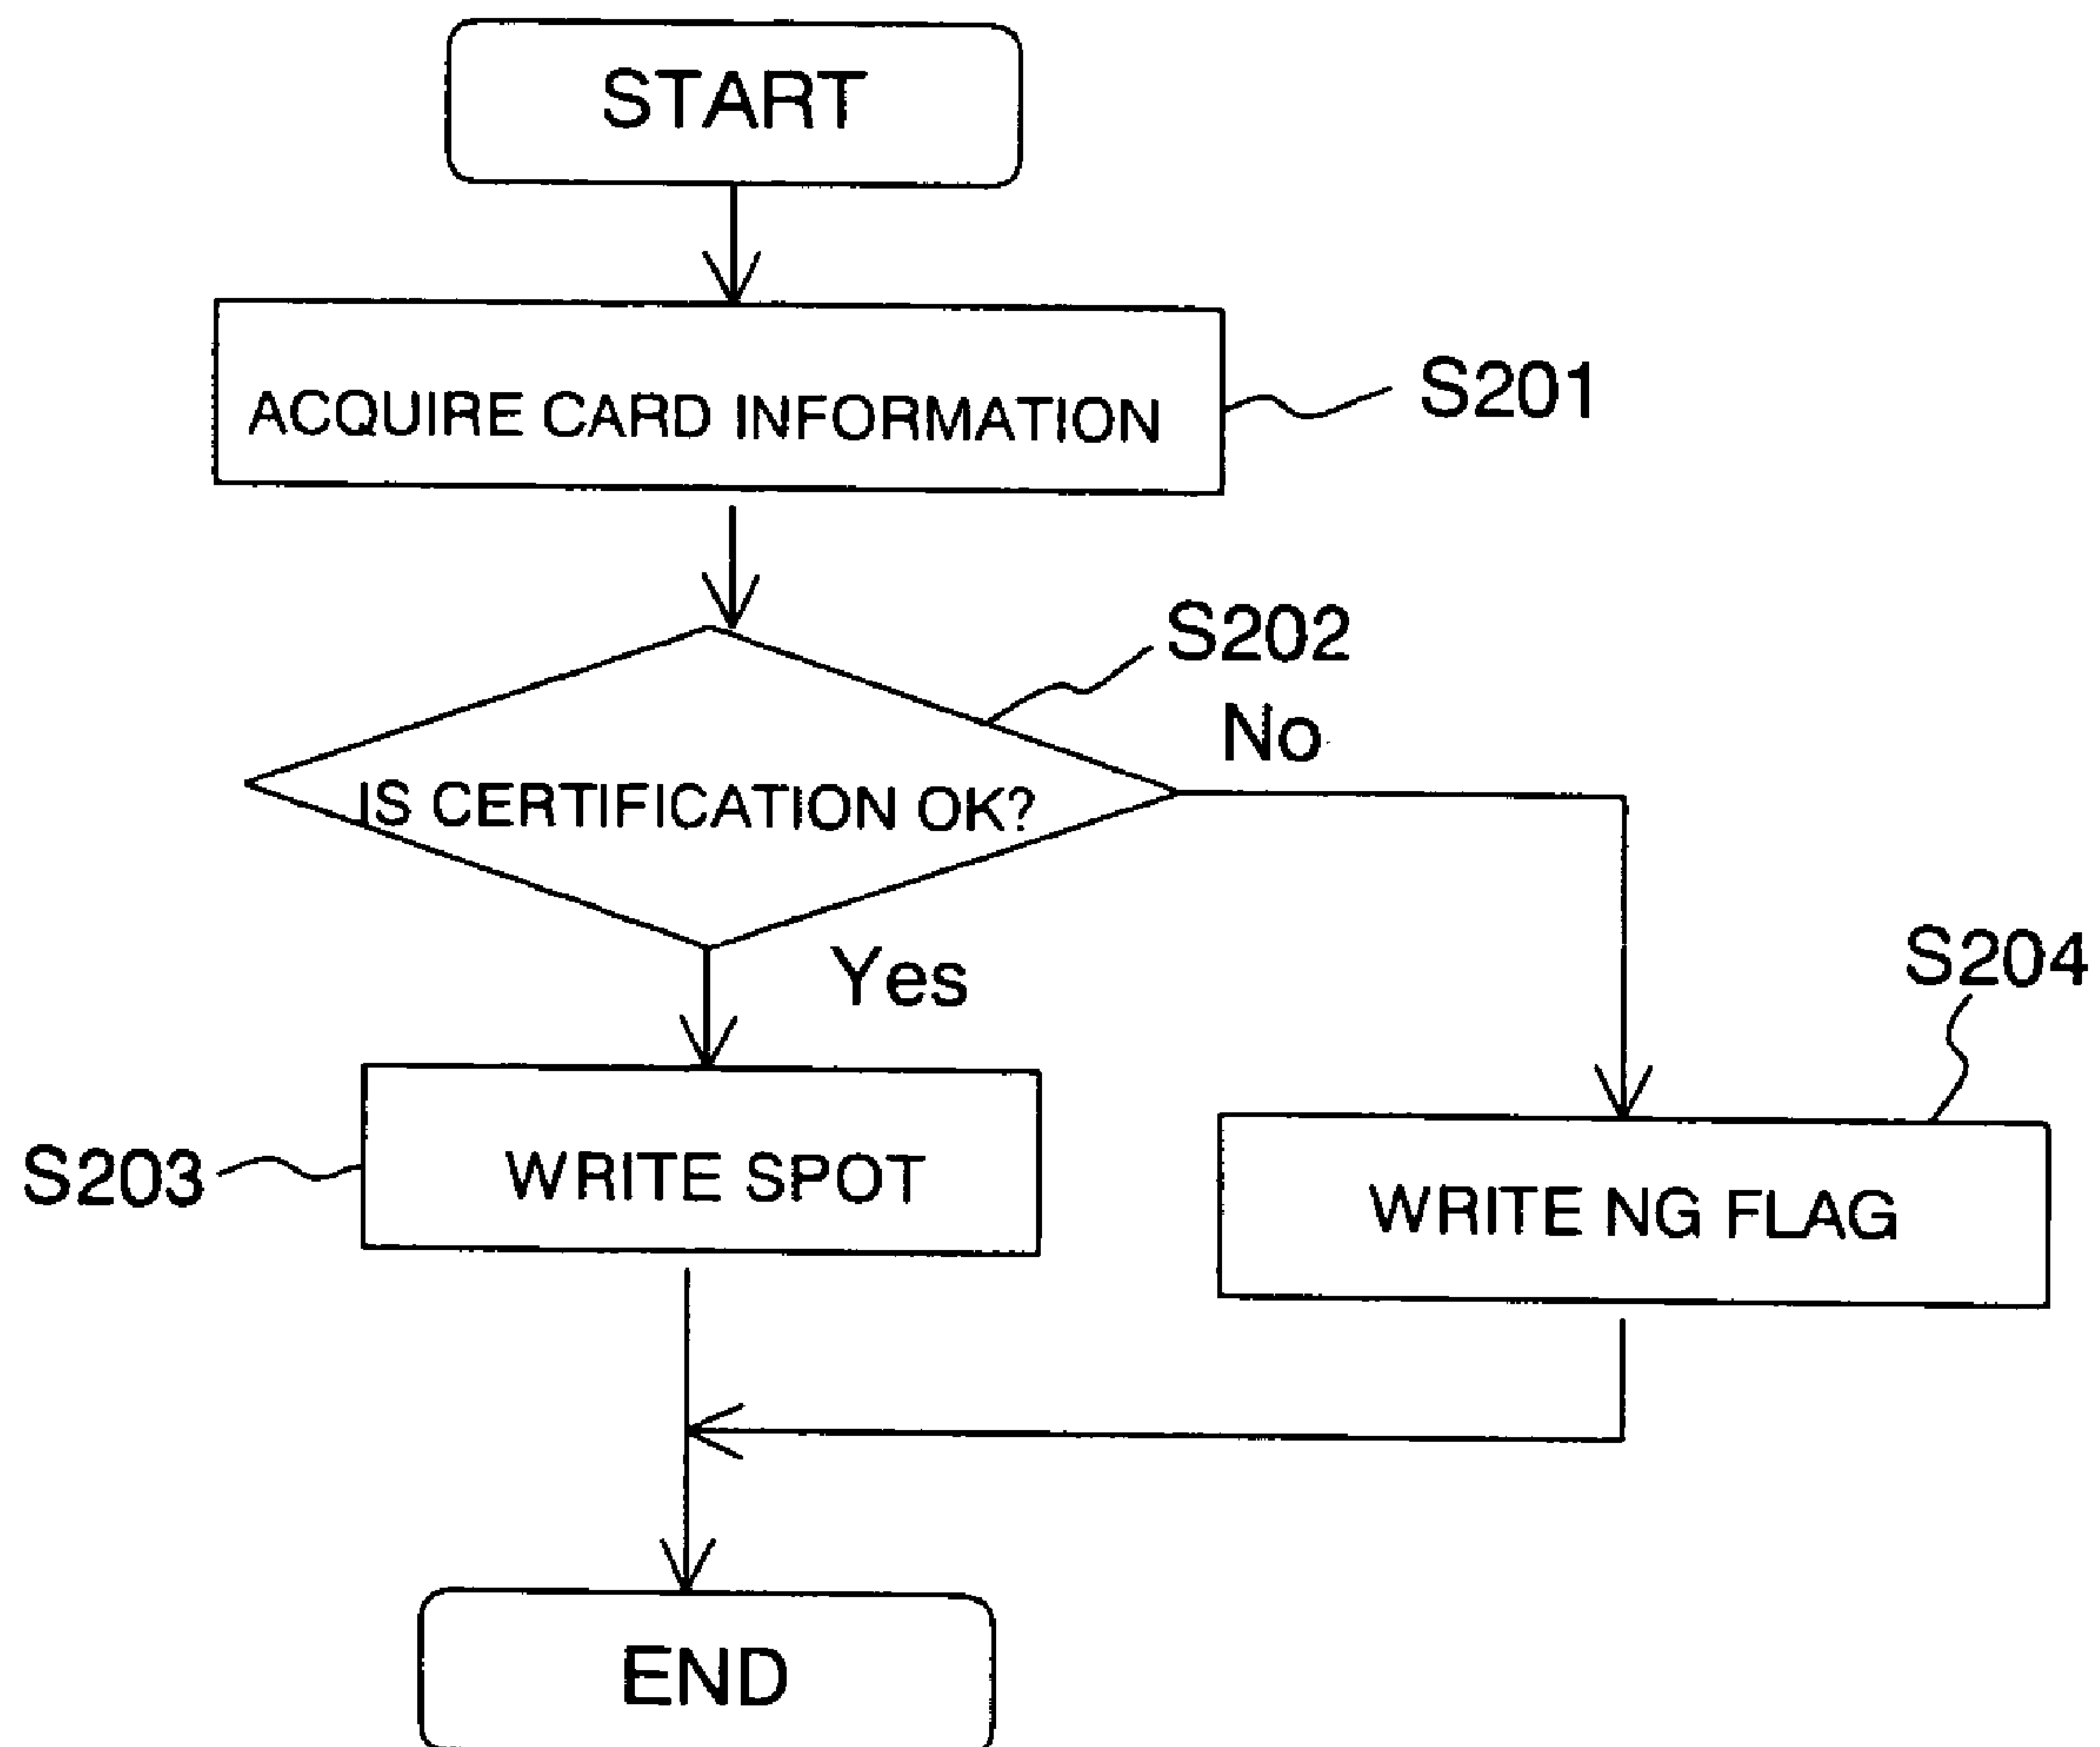 START
ACQUIRE CARD INFORMATION
S201
S202
No
IS CERTIFICATION OK?
Yes
S204
S203
WRITE SPOT
WRITE NG FLAG
END